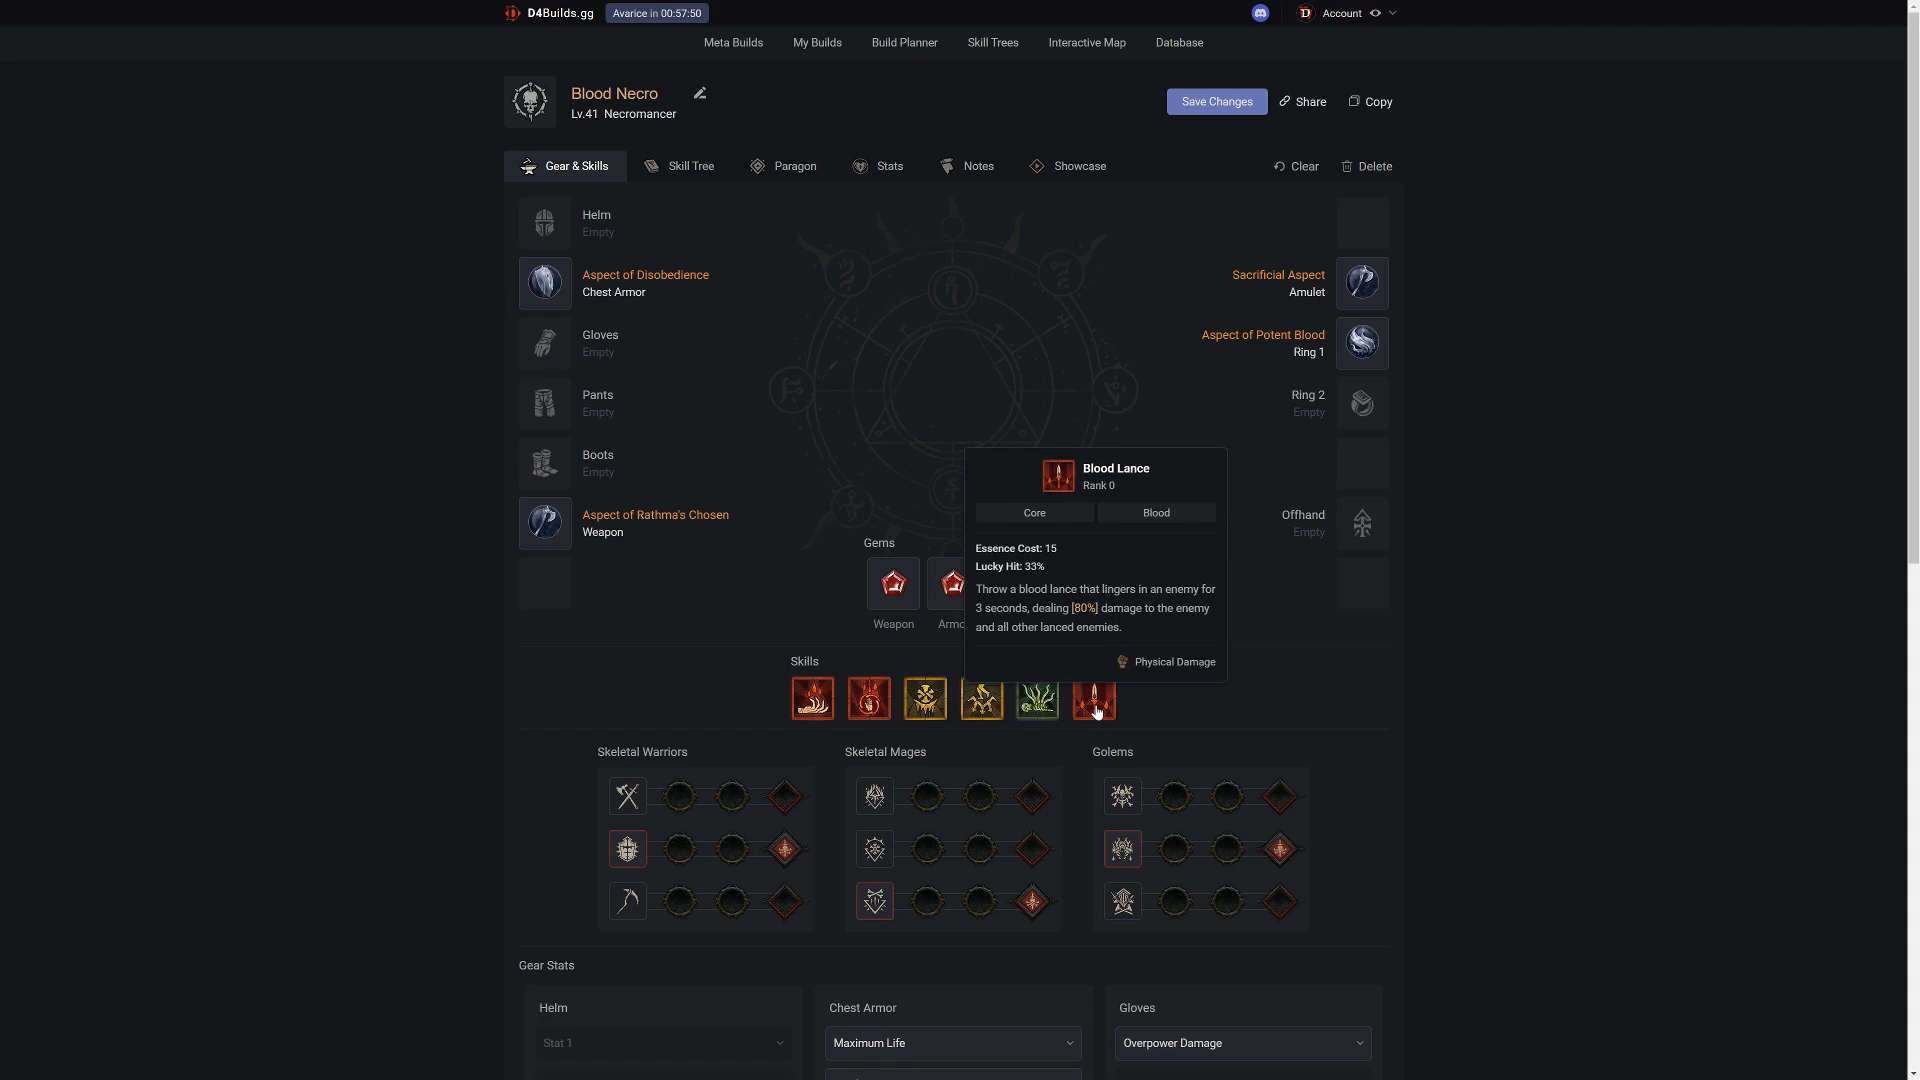 D4Builds.gg
Avarice in 00:57:50
Account
Meta Builds
My Builds
Build Planner
Skill Trees
Interactive Map
Database
Blood Necro
Lv.41 Necromancer
Save Changes
Share
Copy
Gear & Skills
Skill Tree
Paragon
Stats
Notes
Showcase
Clear
Delete
Helm
Empty
Aspect of Disobedience
Chest Armor
Gloves
Empty
Pants
Empty
Boots
Empty
Aspect of Rathma's Chosen
Weapon
Sacrificial Aspect
Amulet
Aspect of Potent Blood
Ring 1
Ring 2
Empty
Offhand
Empty
Gems
Weapon
Blood Lance
Rank 0
Core
Blood
Essence Cost: 15
Lucky Hit: 33%
Throw a blood lance that lingers in an enemy for
3 seconds, dealing [80%] damage to the enemy
and all other lanced enemies.
Physical Damage
Skills
Skeletal Warriors
Skeletal Mages
Golems
Gear Stats
Helm
Stat 1
Chest Armor
Maximum Life
Gloves
Overpower Damage